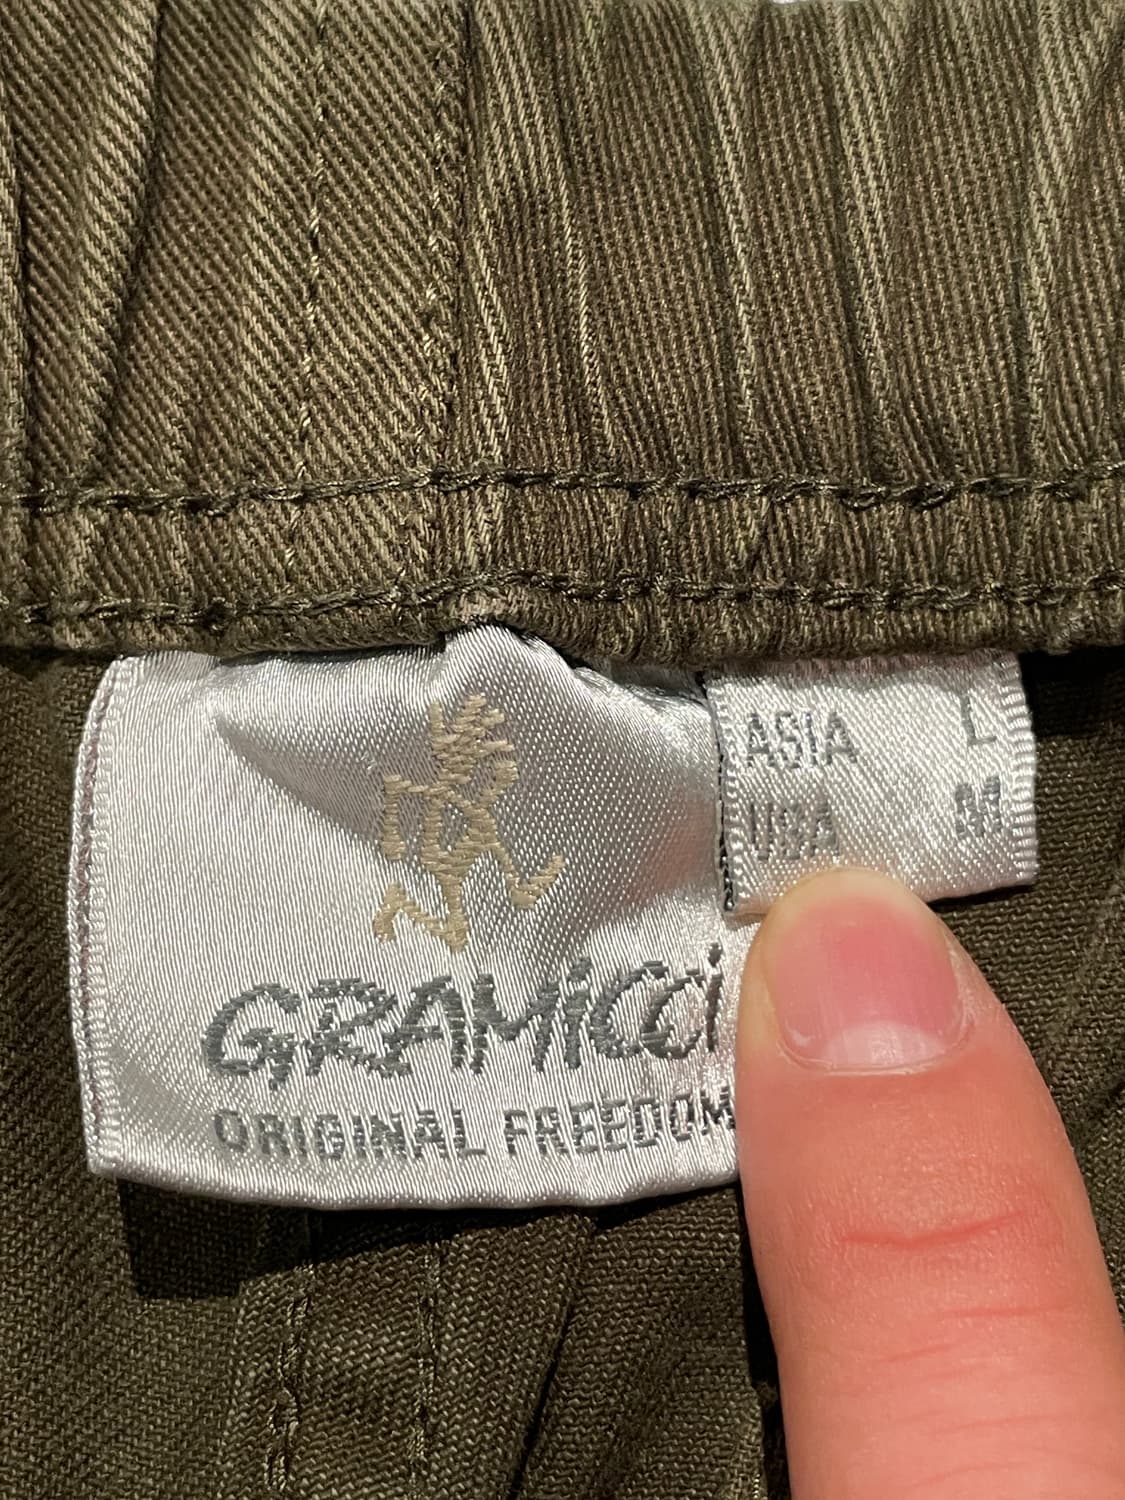 ASIA L
USA M
GRAMiCCi
ORIGINAL FREEDOM